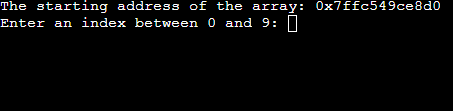 The starting address of the array: 0x7ffc549ce8d0
Enter an index between 0 and 9: